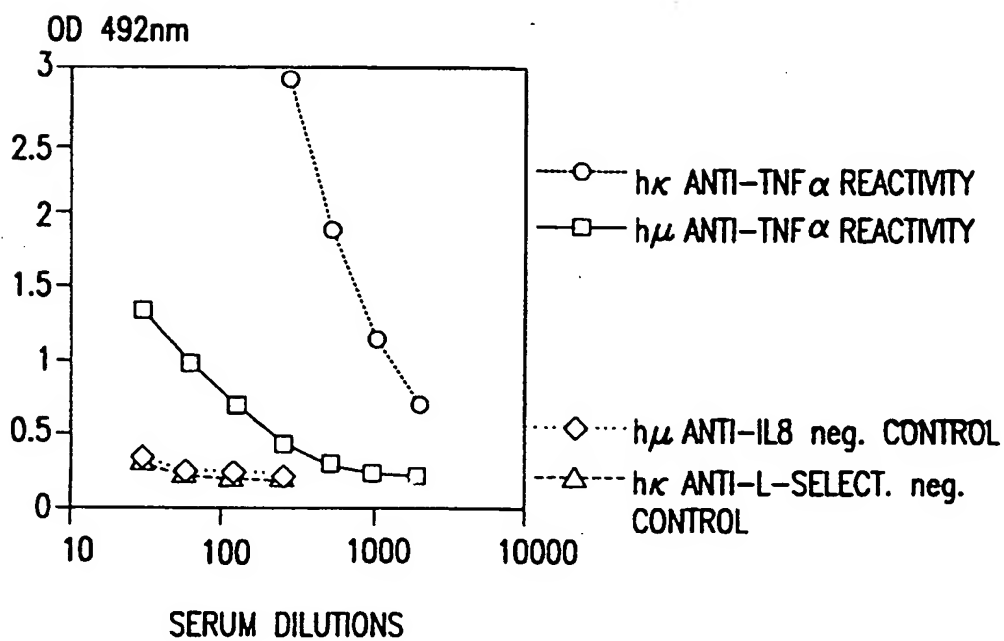 OD 492nm
3
2.5
2
1.5
1
0.5
0
10 100 1000 10000
SERUM DILUTIONS
hκ ANTI-TNFα REACTIVITY
hμ ANTI-TNFα REACTIVITY
hμ ANTI-IL8 neg. CONTROL
hκ ANTI-L-SELECT. neg.
CONTROL